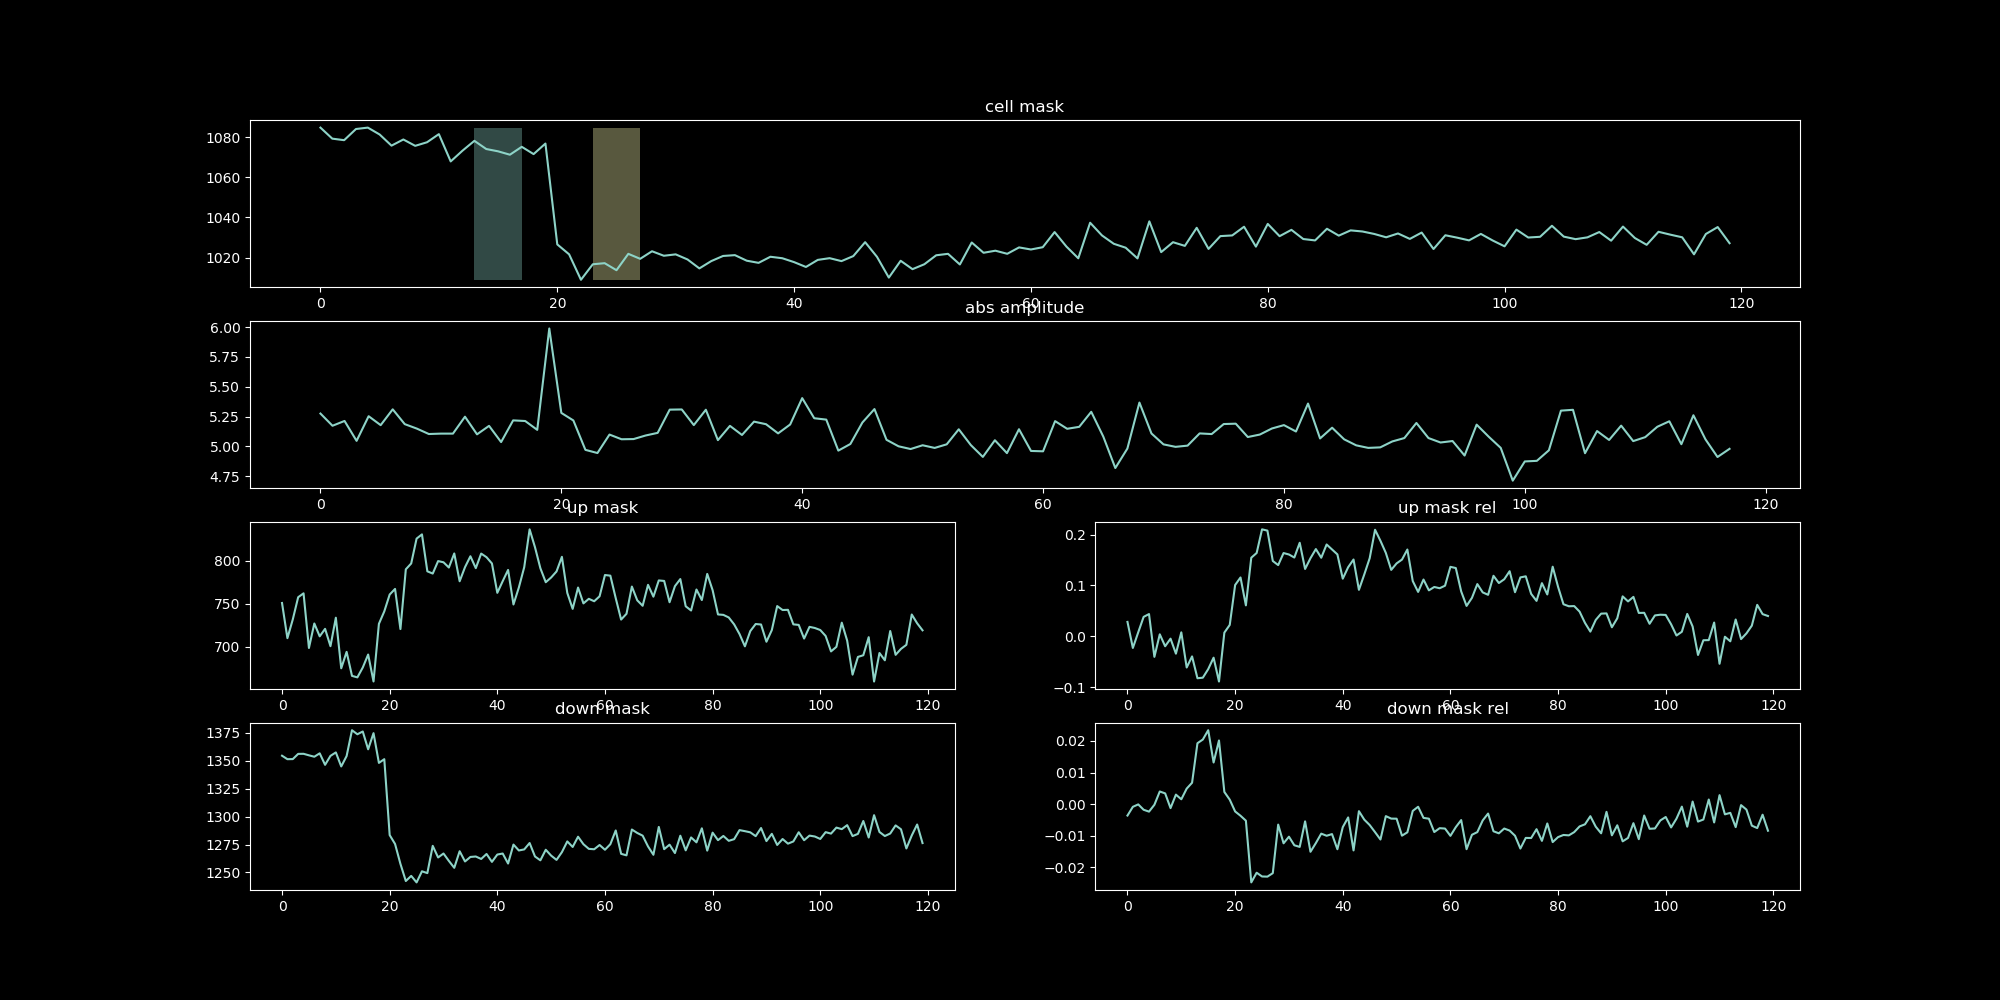 cell mask
1080
1060
1040
1020
0 20 40 60 80 100 120
abs amplitude
6.00
5.75
5.50
5.25
5.00
4.75
0 20 40 60 80 100 120
up mask
800
750
700
0 20 40 60 80 100 120
up mask rel
0.2
0.1
0.0
−0.1
0 20 40 60 80 100 120
down mask
1375
1350
1325
1300
1275
1250
0 20 40 60 80 100 120
down mask rel
0.02
0.01
0.00
−0.01
−0.02
0 20 40 60 80 100 120